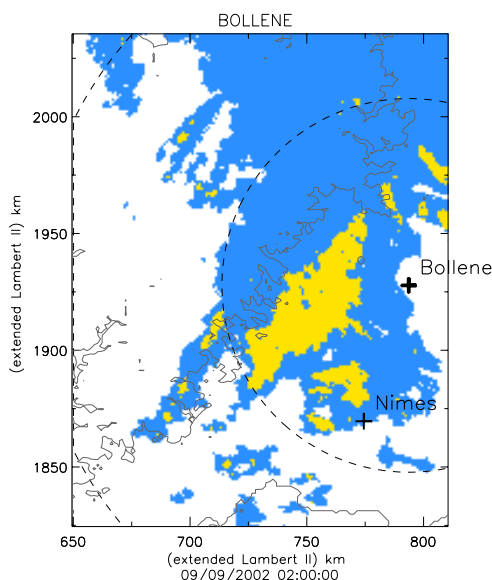 BOLLENE
2000
1950
1900
1850
(extended Lambert II) km
Bollene
Nimes
650 700 750 800
(extended Lambert II) km
09/09/2002 02:00:00